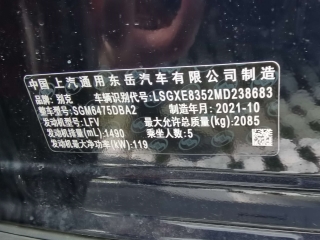 中国 上汽通用东岳汽车有限公司制造
品牌:别克 车辆识别代号:LSGXE8352MD238683
整车型号:SGM6475DBA2 制造年月:2021-10
发动机型号:LFV 最大允许总质量(kg):2085
发动机排量(mL):1490 乘坐人数:5
发动机最大净功率(kW):119